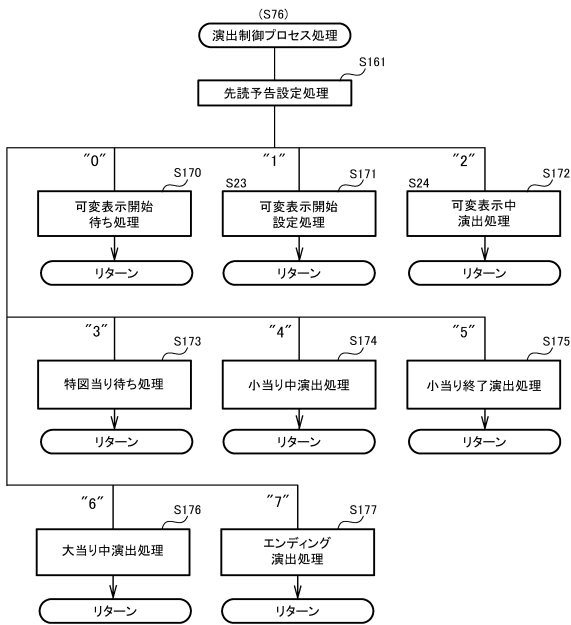 (S76)
演出制御プロセス処理
S161
先読予告設定処理
"0"
"1"
"2"
S170
S23
S171
S24
S172
可変表示開始
待ち処理
可変表示開始
設定処理
可変表示中
演出処理
リターン
リターン
リターン
"3"
"4"
"5"
S173
S174
S175
特図当り待ち処理
小当り中演出処理
小当り終了演出処理
リターン
リターン
リターン
"6"
"7"
S176
S177
大当り中演出処理
エンディング
演出処理
リターン
リターン